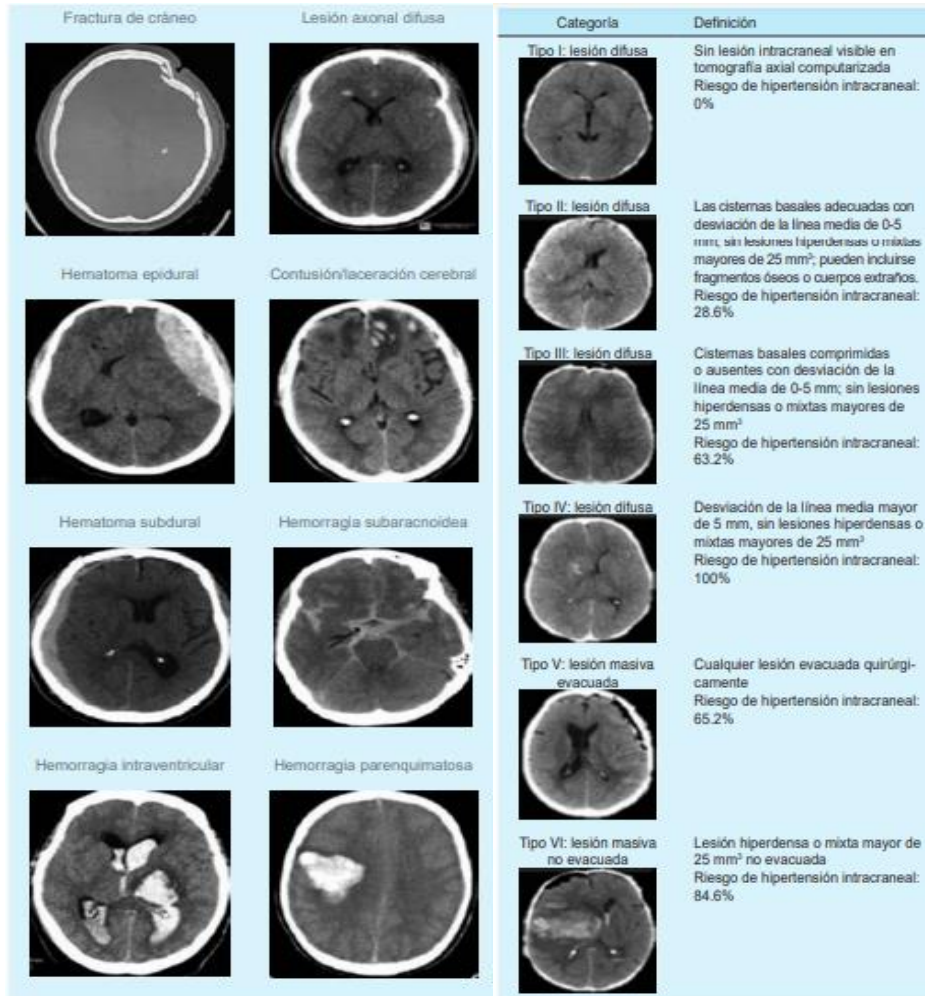 Fractura de cráneo
Lesión axonal difusa
Hematoma epidural
Contusión/laceración cerebral
Hematoma subdural
Hemorragia subaracnoidea
Hemorragia intraventricular
Hemorragia parenquimatosa
Categoría
Definición
Tipo I: lesión difusa
Sin lesión intracraneal visible en
tomografía axial computarizada
Riesgo de hipertensión intracraneal:
0%
Tipo II: lesión difusa
Las cisternas basales adecuadas con
desviación de la línea media de 0-5
mm; sin lesiones hiperdensas o mixtas
mayores de 25 mm³; pueden incluirse
fragmentos óseos o cuerpos extraños.
Riesgo de hipertensión intracraneal:
28.6%
Tipo III: lesión difusa
Cisternas basales comprimidas
o ausentes con desviación de la
línea media de 0-5 mm; sin lesiones
hiperdensas o mixtas mayores de
25 mm³
Riesgo de hipertensión intracraneal:
63.2%
Tipo IV: lesión difusa
Desviación de la línea media mayor
de 5 mm, sin lesiones hiperdensas o
mixtas mayores de 25 mm³
Riesgo de hipertensión intracraneal:
100%
Tipo V: lesión masiva
evacuada
Cualquier lesión evacuada quirúrgi-
camente
Riesgo de hipertensión intracraneal:
65.2%
Tipo VI: lesión masiva
no evacuada
Lesión hiperdensa o mixta mayor de
25 mm³ no evacuada
Riesgo de hipertensión intracraneal:
84.6%